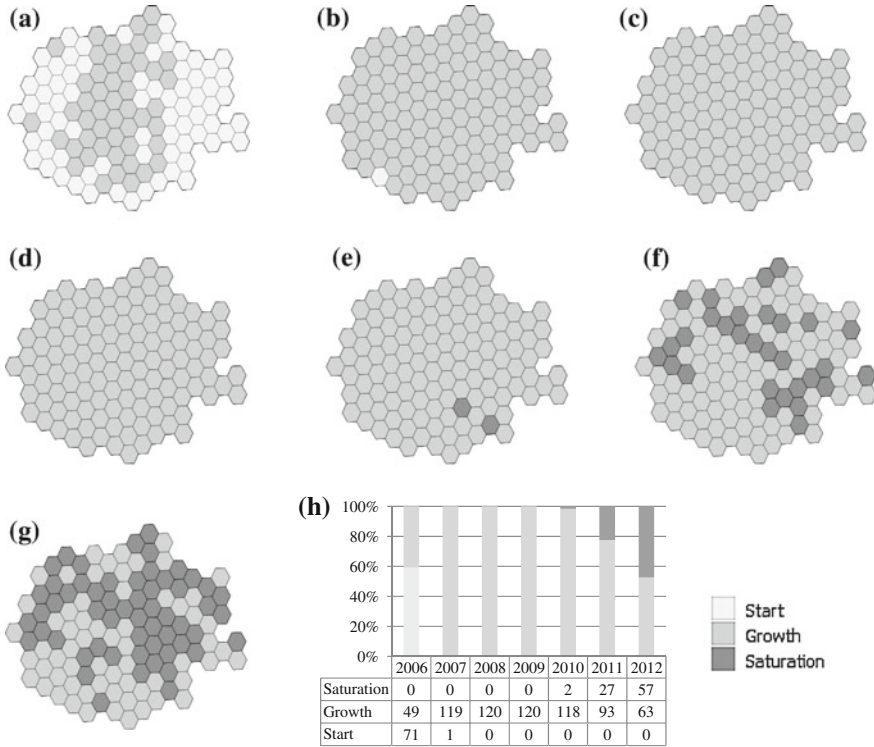 (a)
(b)
(c)
(d)
(e)
(f)
(g)
(h)
100%
80%
60%
40%
20%
0%
2006 2007 2008 2009 2010 2011 2012
Saturation 0 0 0 0 2 27 57
Growth 49 119 120 120 118 93 63
Start 71 1 0 0 0 0 0
Start
Growth
Saturation